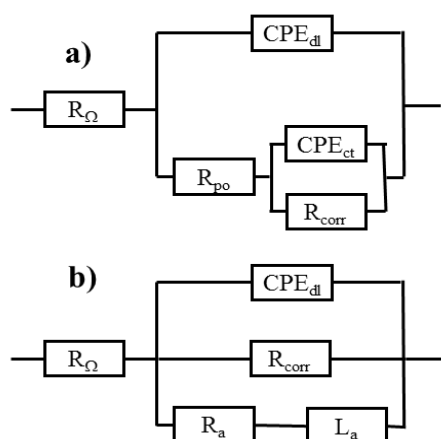 a)
CPE_dl
R_Ω
CPE_ct
R_po
R_corr
b)
CPE_dl
R_Ω
R_corr
R_a
L_a